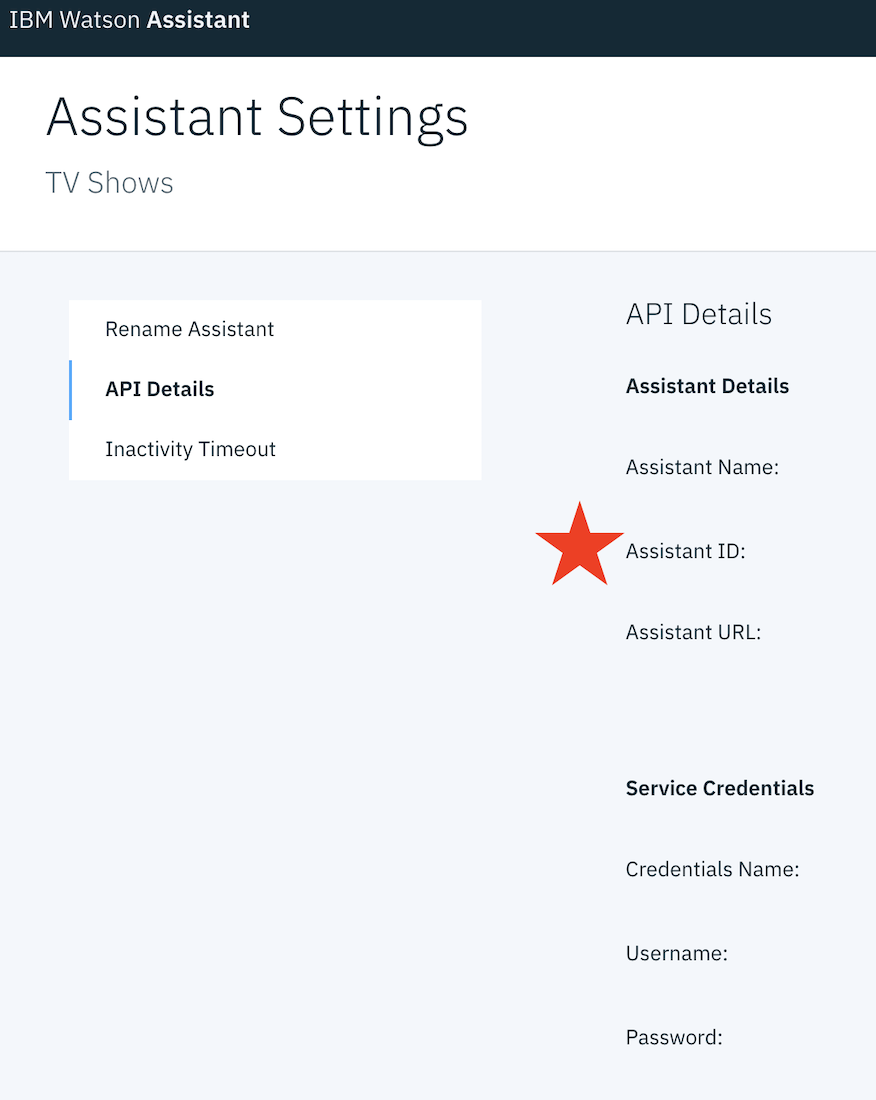 IBM Watson Assistant
Assistant Settings
TV Shows
Rename Assistant
API Details
Inactivity Timeout
API Details
Assistant Details
Assistant Name:
Assistant ID:
Assistant URL:
Service Credentials
Credentials Name:
Username:
Password: